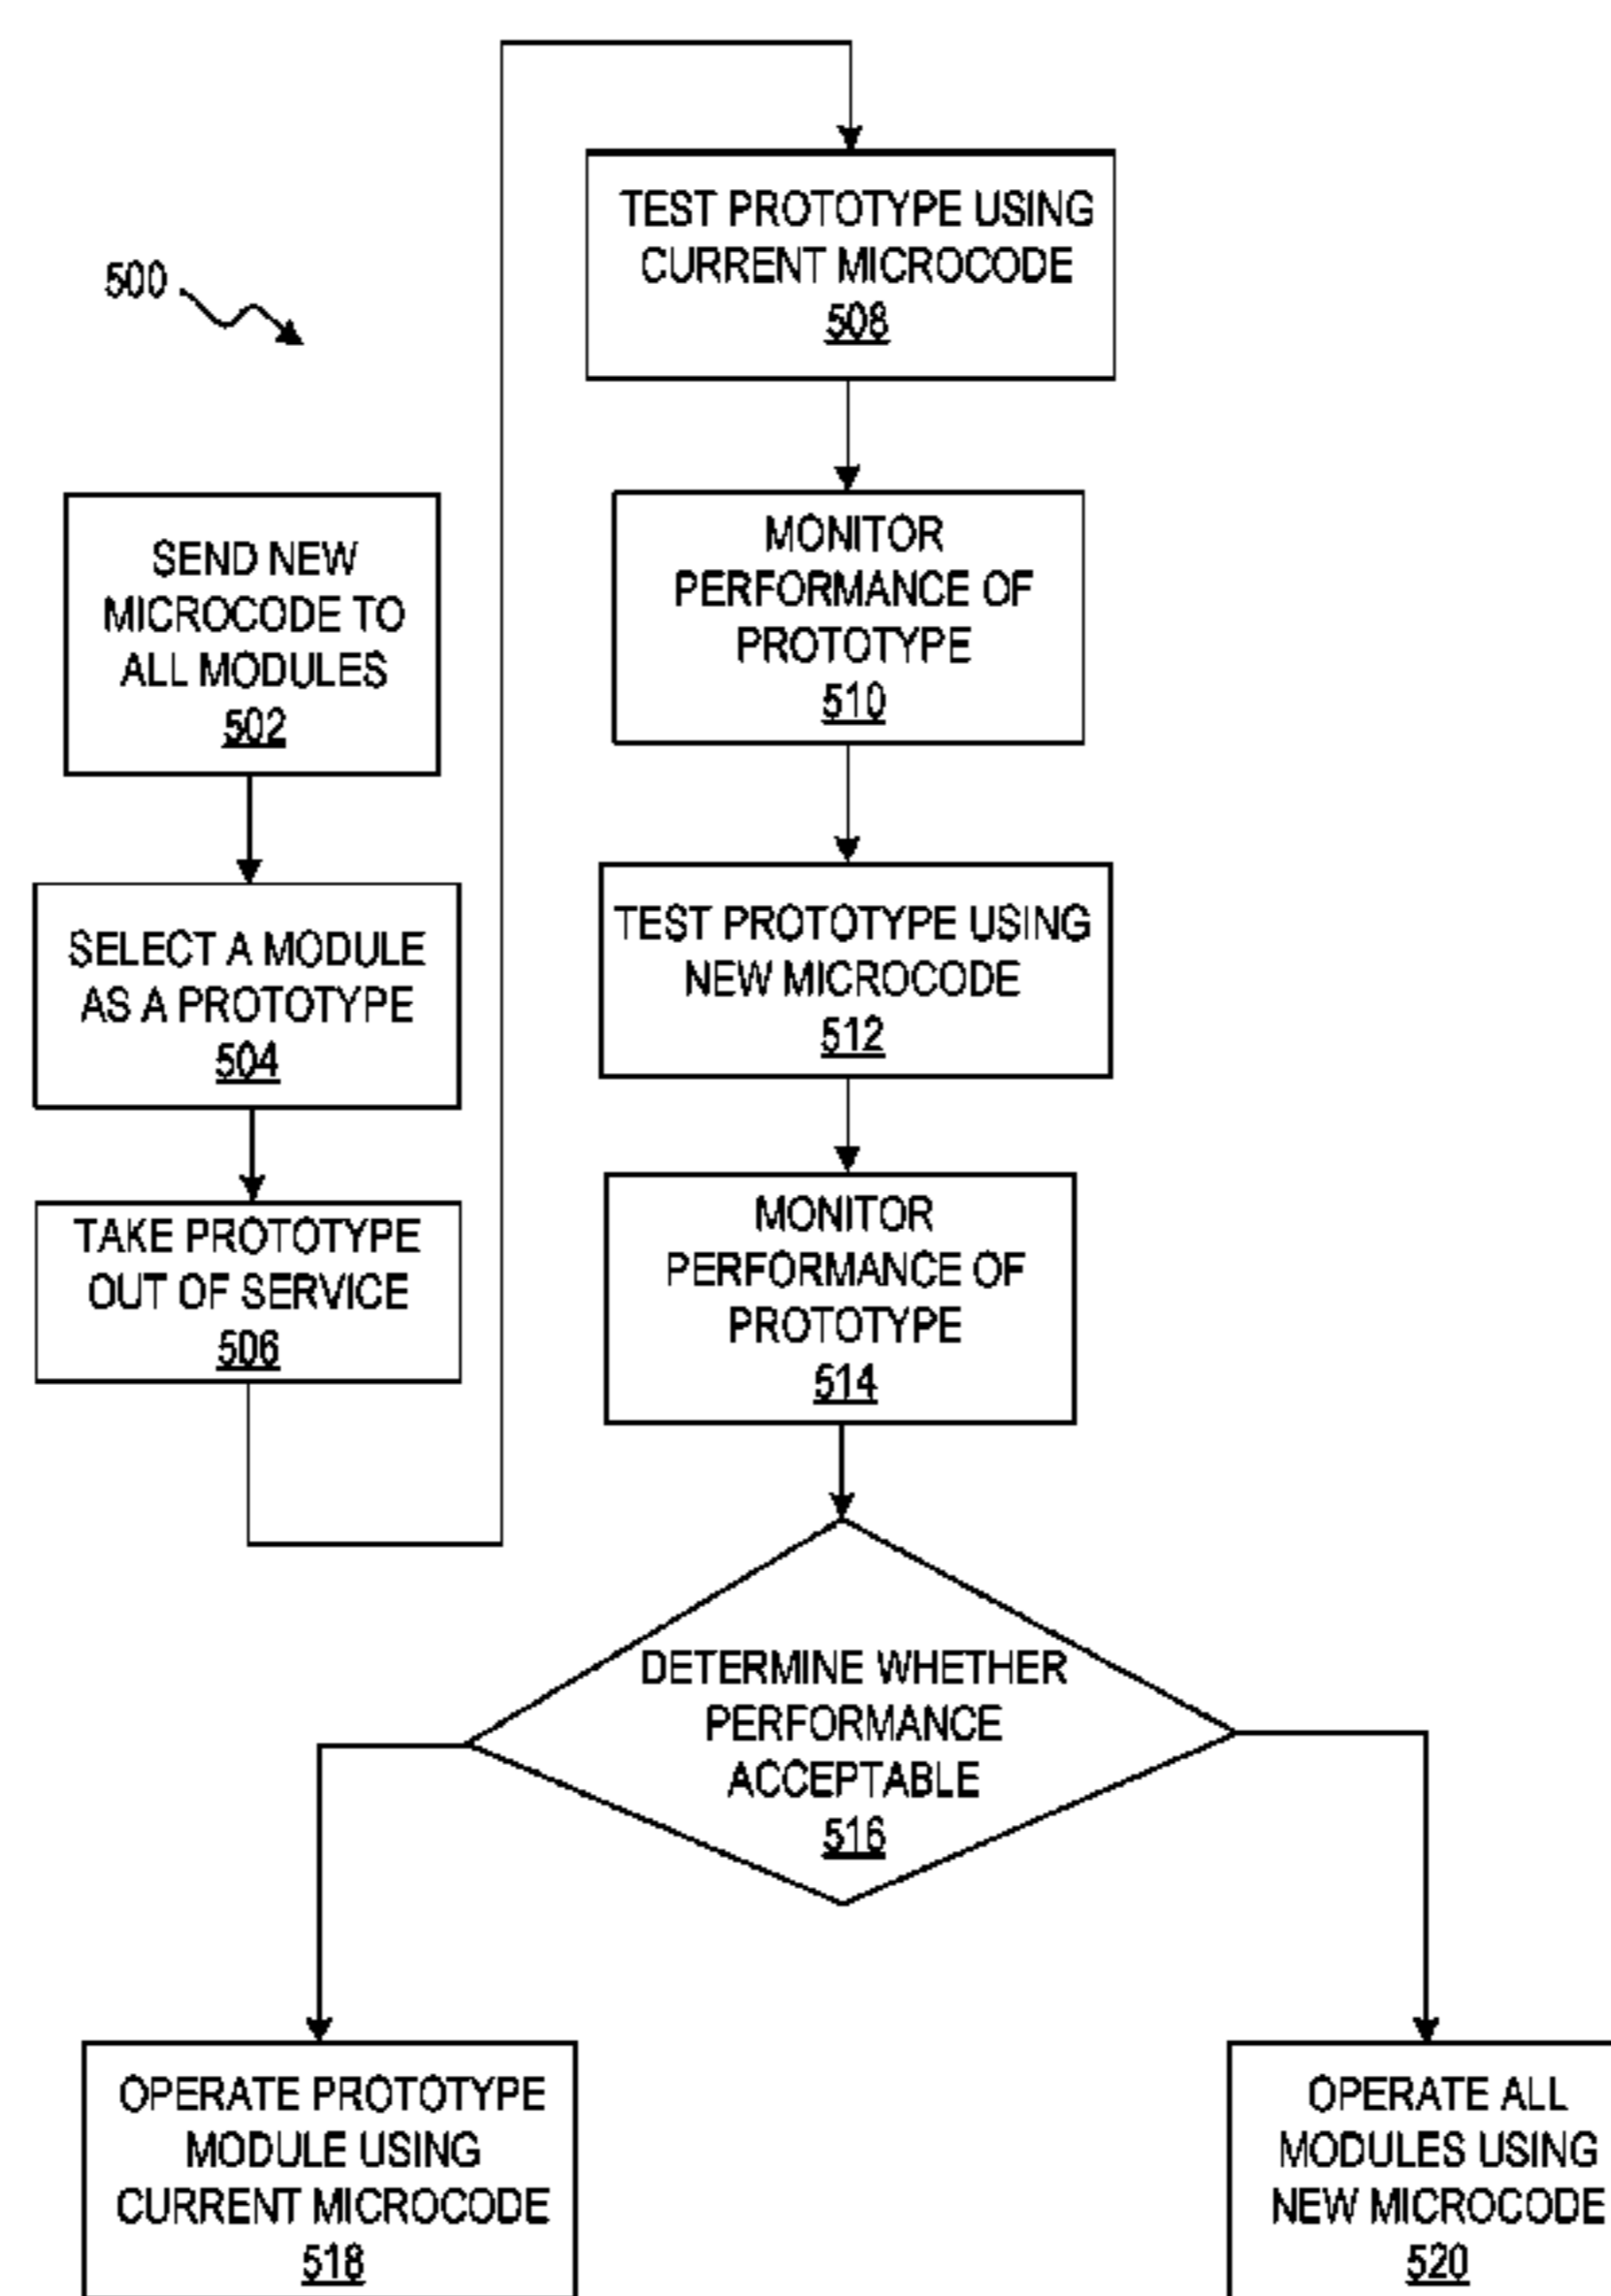 500
SEND NEW
MICROCODE TO
ALL MODULES
502
SELECT A MODULE
AS A PROTOTYPE
504
TAKE PROTOTYPE
OUT OF SERVICE
506
TEST PROTOTYPE USING
CURRENT MICROCODE
508
MONITOR
PERFORMANCE OF
PROTOTYPE
510
TEST PROTOTYPE USING
NEW MICROCODE
512
MONITOR
PERFORMANCE OF
PROTOTYPE
514
DETERMINE WHETHER
PERFORMANCE
ACCEPTABLE
516
OPERATE PROTOTYPE
MODULE USING
CURRENT MICROCODE
518
OPERATE ALL
MODULES USING
NEW MICROCODE
520